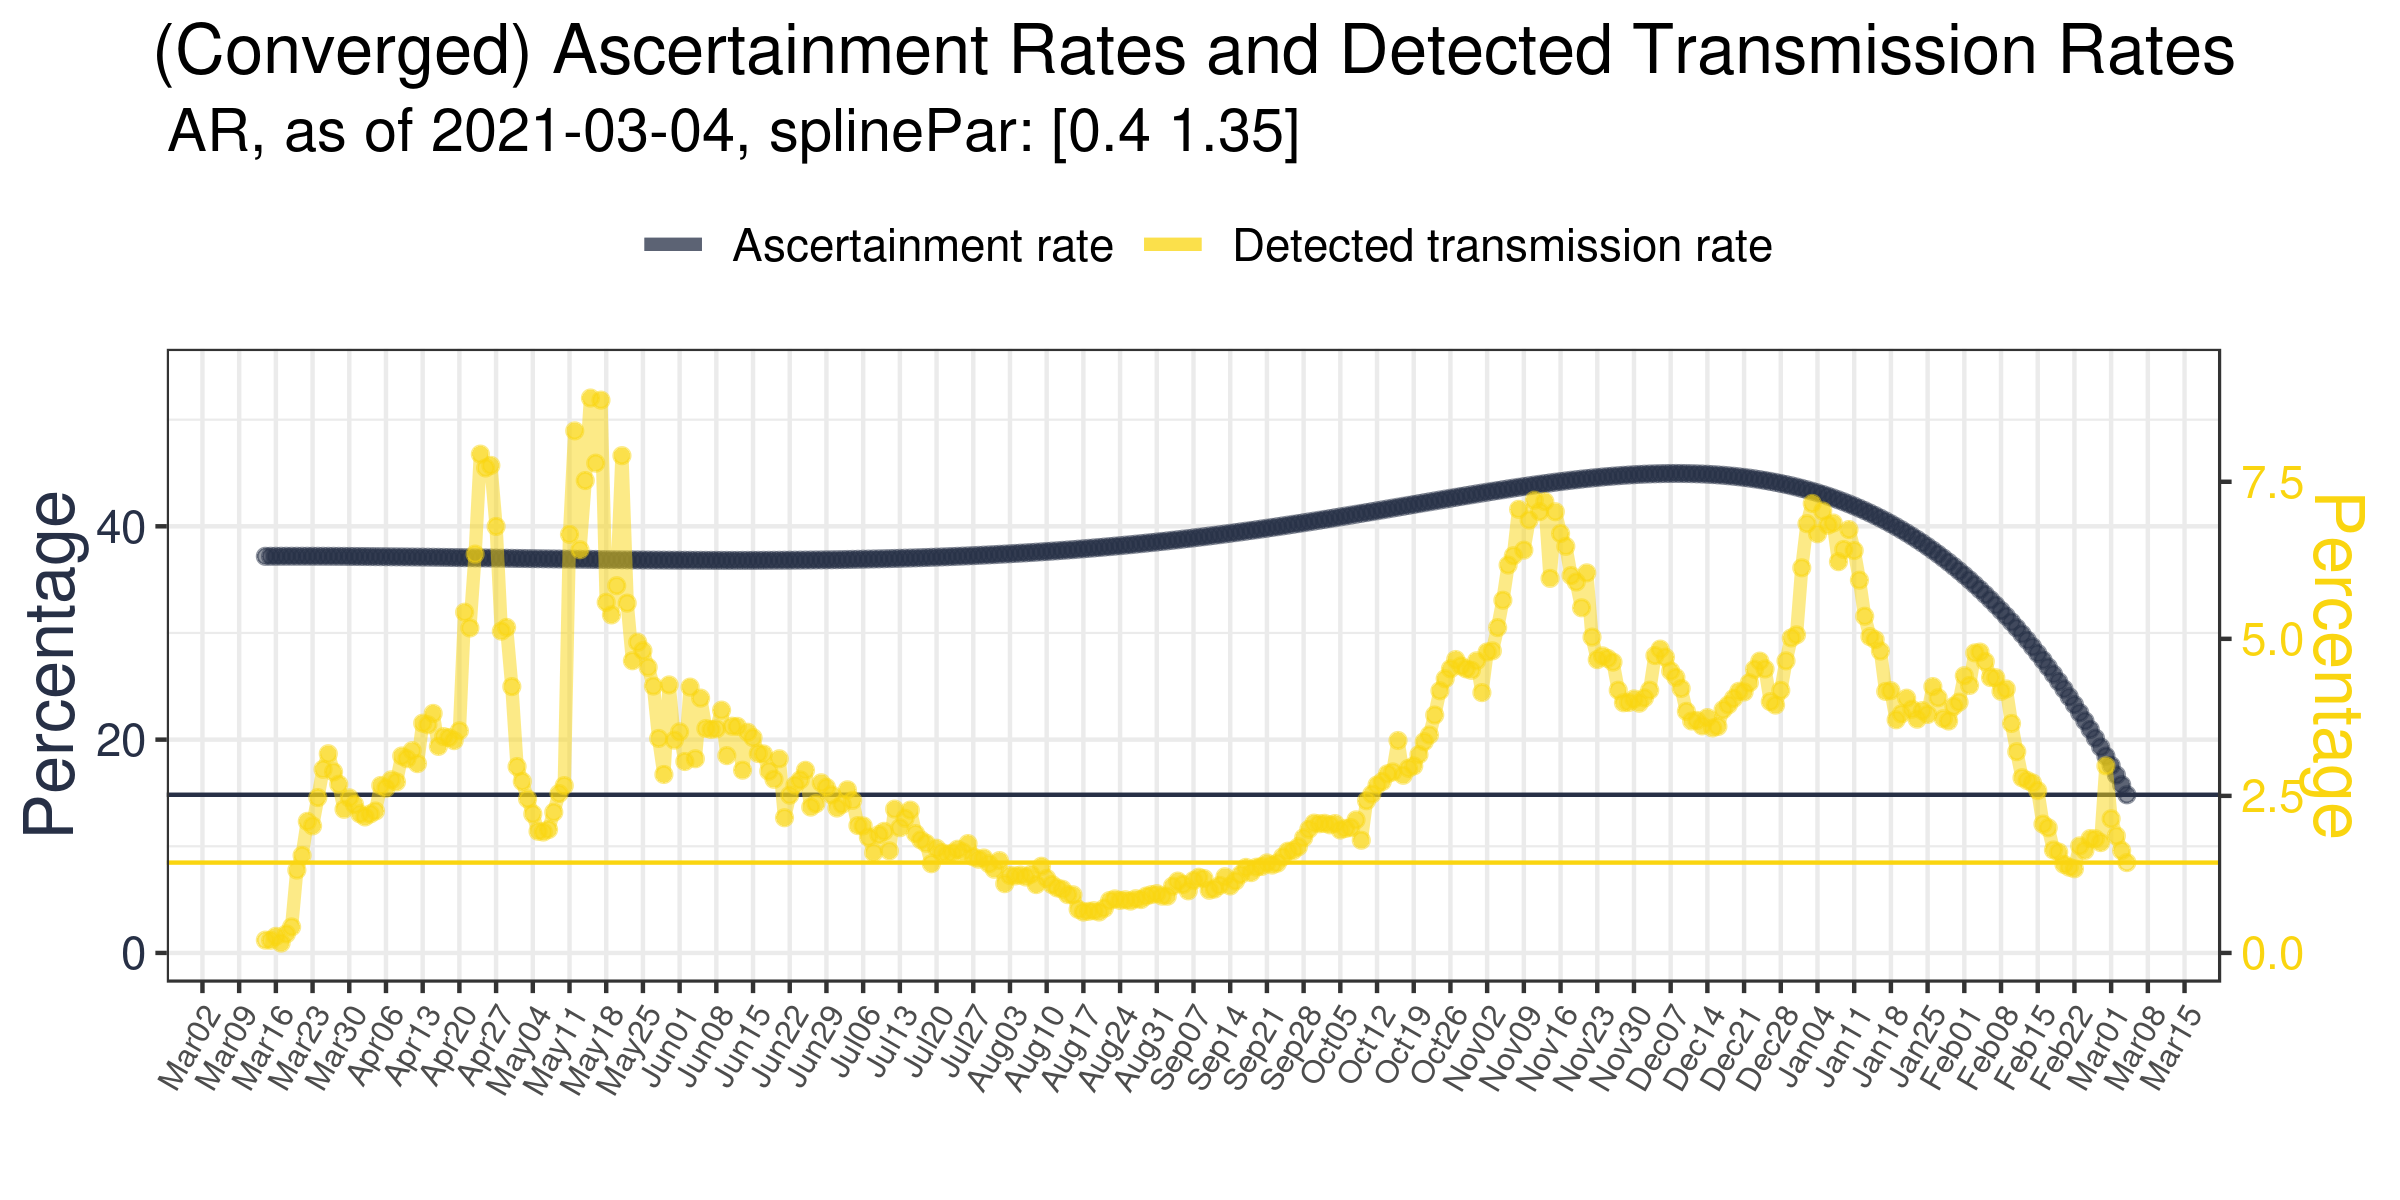 (Converged) Ascertainment Rates and Detected Transmission Rates
AR, as of 2021-03-04, splinePar: [0.4 1.35]
Ascertainment rate
Detected transmission rate
Percentage
40
20
0
7.5
5.0
2.5
0.0
Percentage
Mar02
Mar09
Mar16
Mar23
Mar30
Apr06
Apr13
Apr20
Apr27
May04
May11
May18
May25
Jun01
Jun08
Jun15
Jun22
Jun29
Jul06
Jul13
Jul20
Jul27
Aug03
Aug10
Aug17
Aug24
Aug31
Sep07
Sep14
Sep21
Sep28
Oct05
Oct12
Oct19
Oct26
Nov02
Nov09
Nov16
Nov23
Nov30
Dec07
Dec14
Dec21
Dec28
Jan04
Jan11
Jan18
Jan25
Feb01
Feb08
Feb15
Feb22
Mar01
Mar08
Mar15